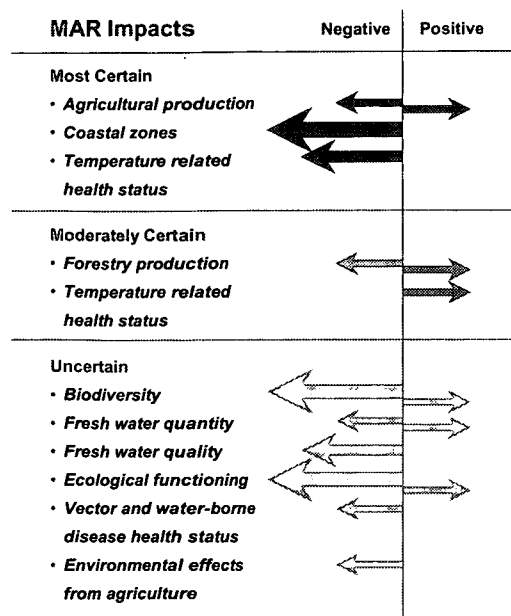 MAR Impacts Negative Positive
Most Certain
• Agricultural production
• Coastal zones
• Temperature related
health status
Moderately Certain
• Forestry production
• Temperature related
health status
Uncertain
• Biodiversity
• Fresh water quantity
• Fresh water quality
• Ecological functioning
• Vector and water-borne
disease health status
• Environmental effects
from agriculture